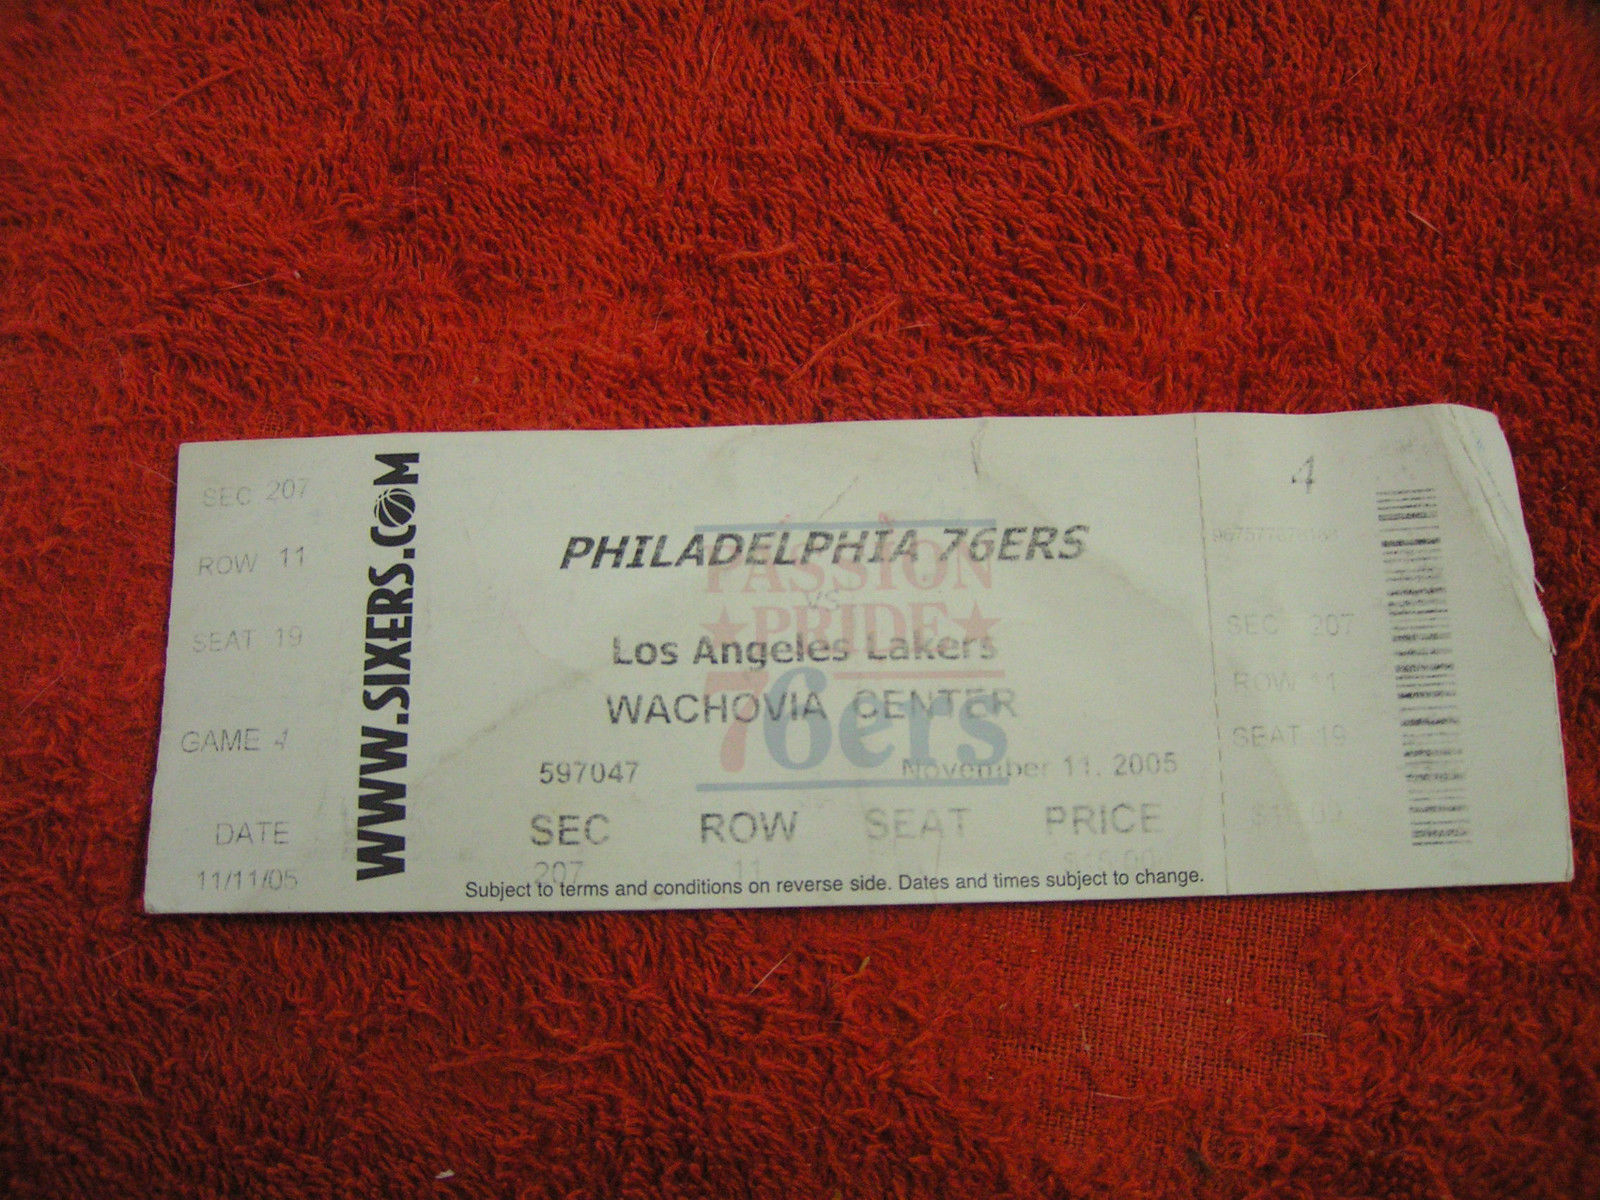 SEC 207
ROW 11
SEAT 19
GAME 4
DATE
11/11/05
WWW.SIXERS.COM
PHILADELPHIA 76ERS
VS
Los Angeles Lakers
WACHOVIA CENTER
597047 November 11, 2005
SEC ROW SEAT PRICE
207 11
Subject to terms and conditions on reverse side. Dates and times subject to change.
PASSION
PRIDE
76ers
4
SEC 207
ROW 11
SEAT 19